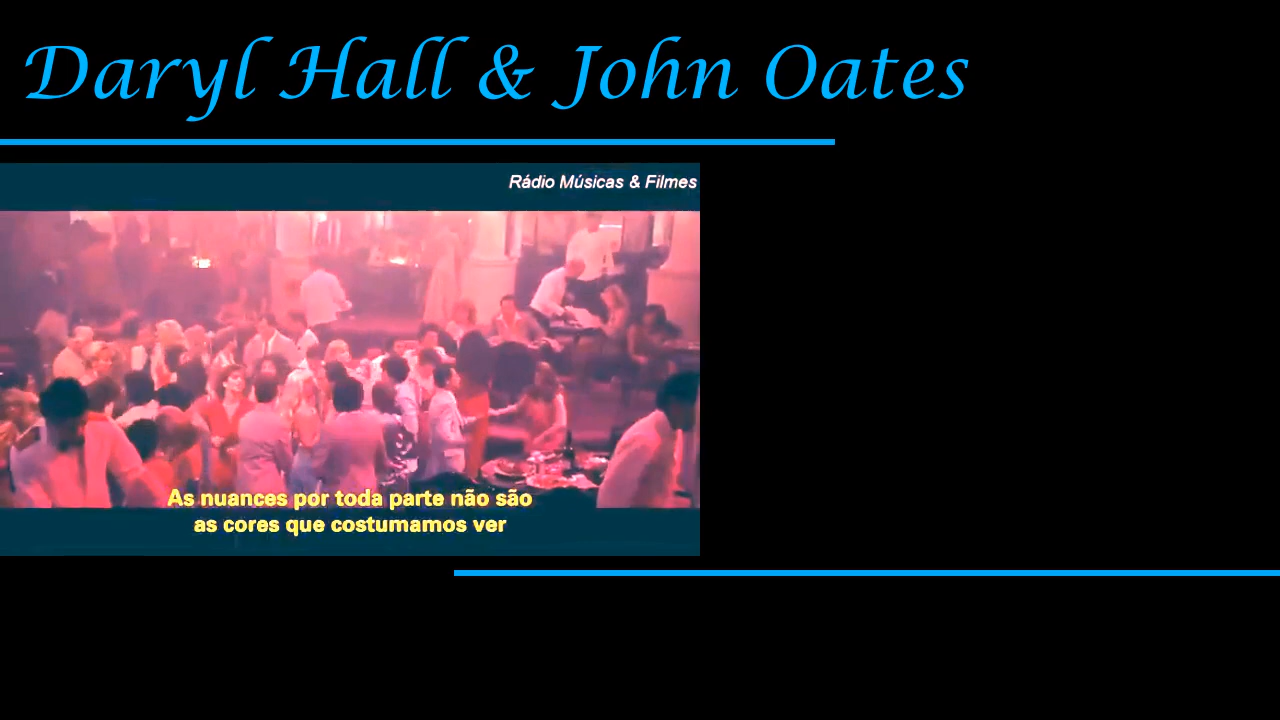 Daryl Hall & John Oates
Rádio Músicas & Filmes
As nuances por toda parte não são
as cores que costumamos ver